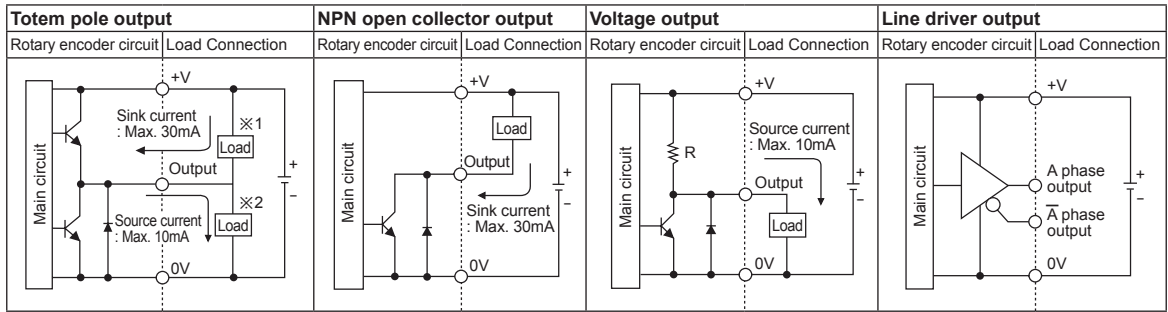 Totem pole output
Rotary encoder circuit Load Connection
+V
Sink current
: Max. 30mA
※1
Load
Output
Main circuit
+
−
Source current
: Max. 10mA
※2
Load
0V
NPN open collector output
Rotary encoder circuit Load Connection
+V
Load
Main circuit
Output
+
−
Sink current
: Max. 30mA
0V
Voltage output
Rotary encoder circuit Load Connection
+V
Source current
: Max. 10mA
R
Main circuit
Output
+
−
Load
0V
Line driver output
Rotary encoder circuit Load Connection
+V
Main circuit
A phase
output
+
−
A̅ phase
output
0V